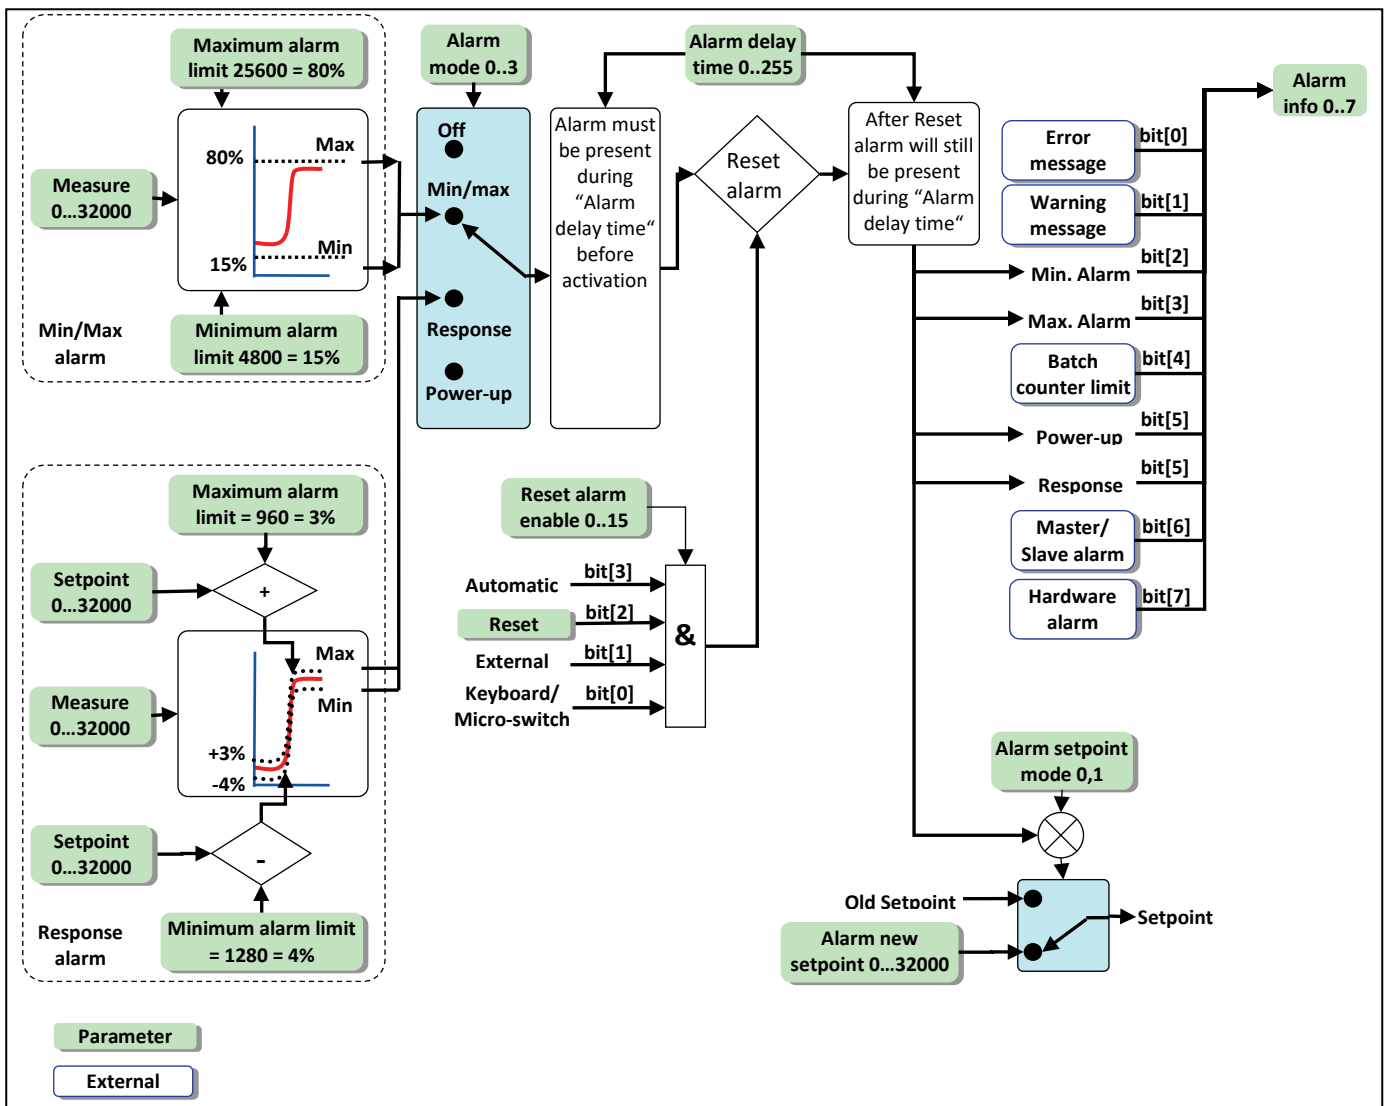 Maximum alarm
limit 25600 = 80%
80%
Max
Measure
0...32000
Min
15%
Min/Max
alarm
Minimum alarm
limit 4800 = 15%
Alarm
mode 0..3
Off
Min/max
Response
Power-up
Alarm delay
time 0..255
Alarm must
be present
during
“Alarm
delay time“
before
activation
Reset
alarm
After Reset
alarm will still
be present
during “Alarm
delay time“
Alarm
info 0..7
Error
message
bit[0]
Warning
message
bit[1]
Min. Alarm
bit[2]
Max. Alarm
bit[3]
Batch
counter limit
bit[4]
Power-up
bit[5]
Response
bit[5]
Master/
Slave alarm
bit[6]
Hardware
alarm
bit[7]
Maximum alarm
limit = 960 = 3%
Setpoint
0...32000
+
Max
Measure
0...32000
Min
+3%
-4%
Setpoint
0...32000
-
Response
alarm
Minimum alarm limit
= 1280 = 4%
Reset alarm
enable 0..15
Automatic
bit[3]
Reset
bit[2]
External
bit[1]
Keyboard/
Micro-switch
bit[0]
&
Alarm setpoint
mode 0,1
Old Setpoint
Alarm new
setpoint 0...32000
Setpoint
Parameter
External